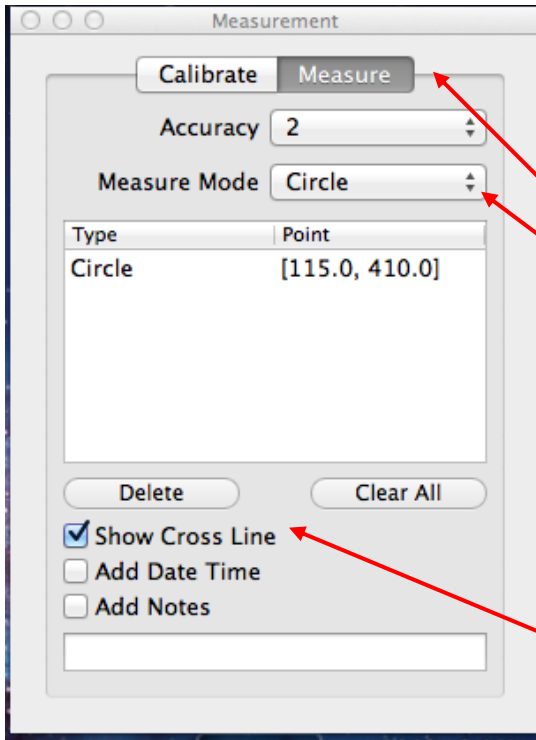 Measurement
Calibrate Measure
Accuracy 2
Measure Mode Circle
Type Point
Circle [115.0, 410.0]
Delete Clear All
Show Cross Line
Add Date Time
Add Notes